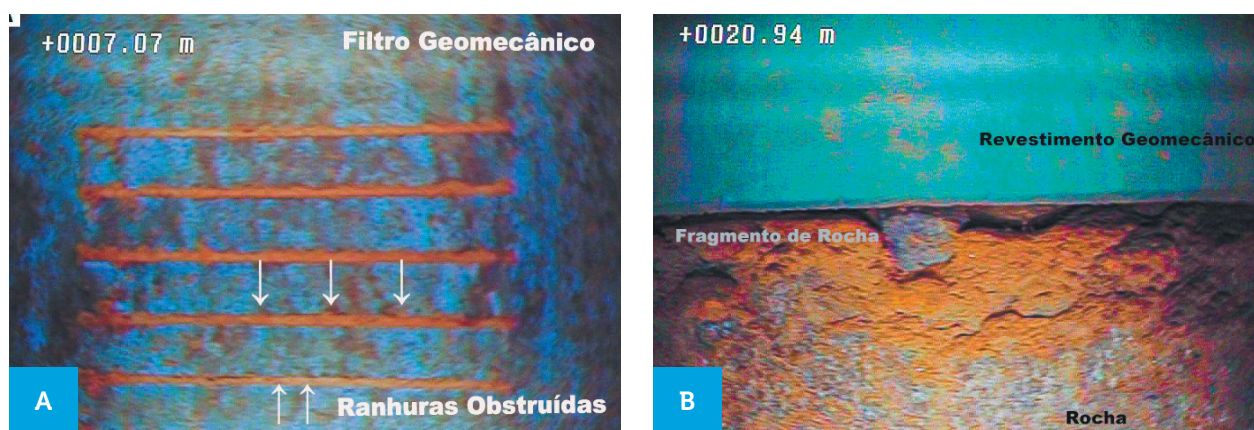 +0007.07 m
Filtro Geomecânico
Ranhuras Obstruídas
A
+0020.94 m
Revestimento Geomecânico
Fragmento de Rocha
Rocha
B